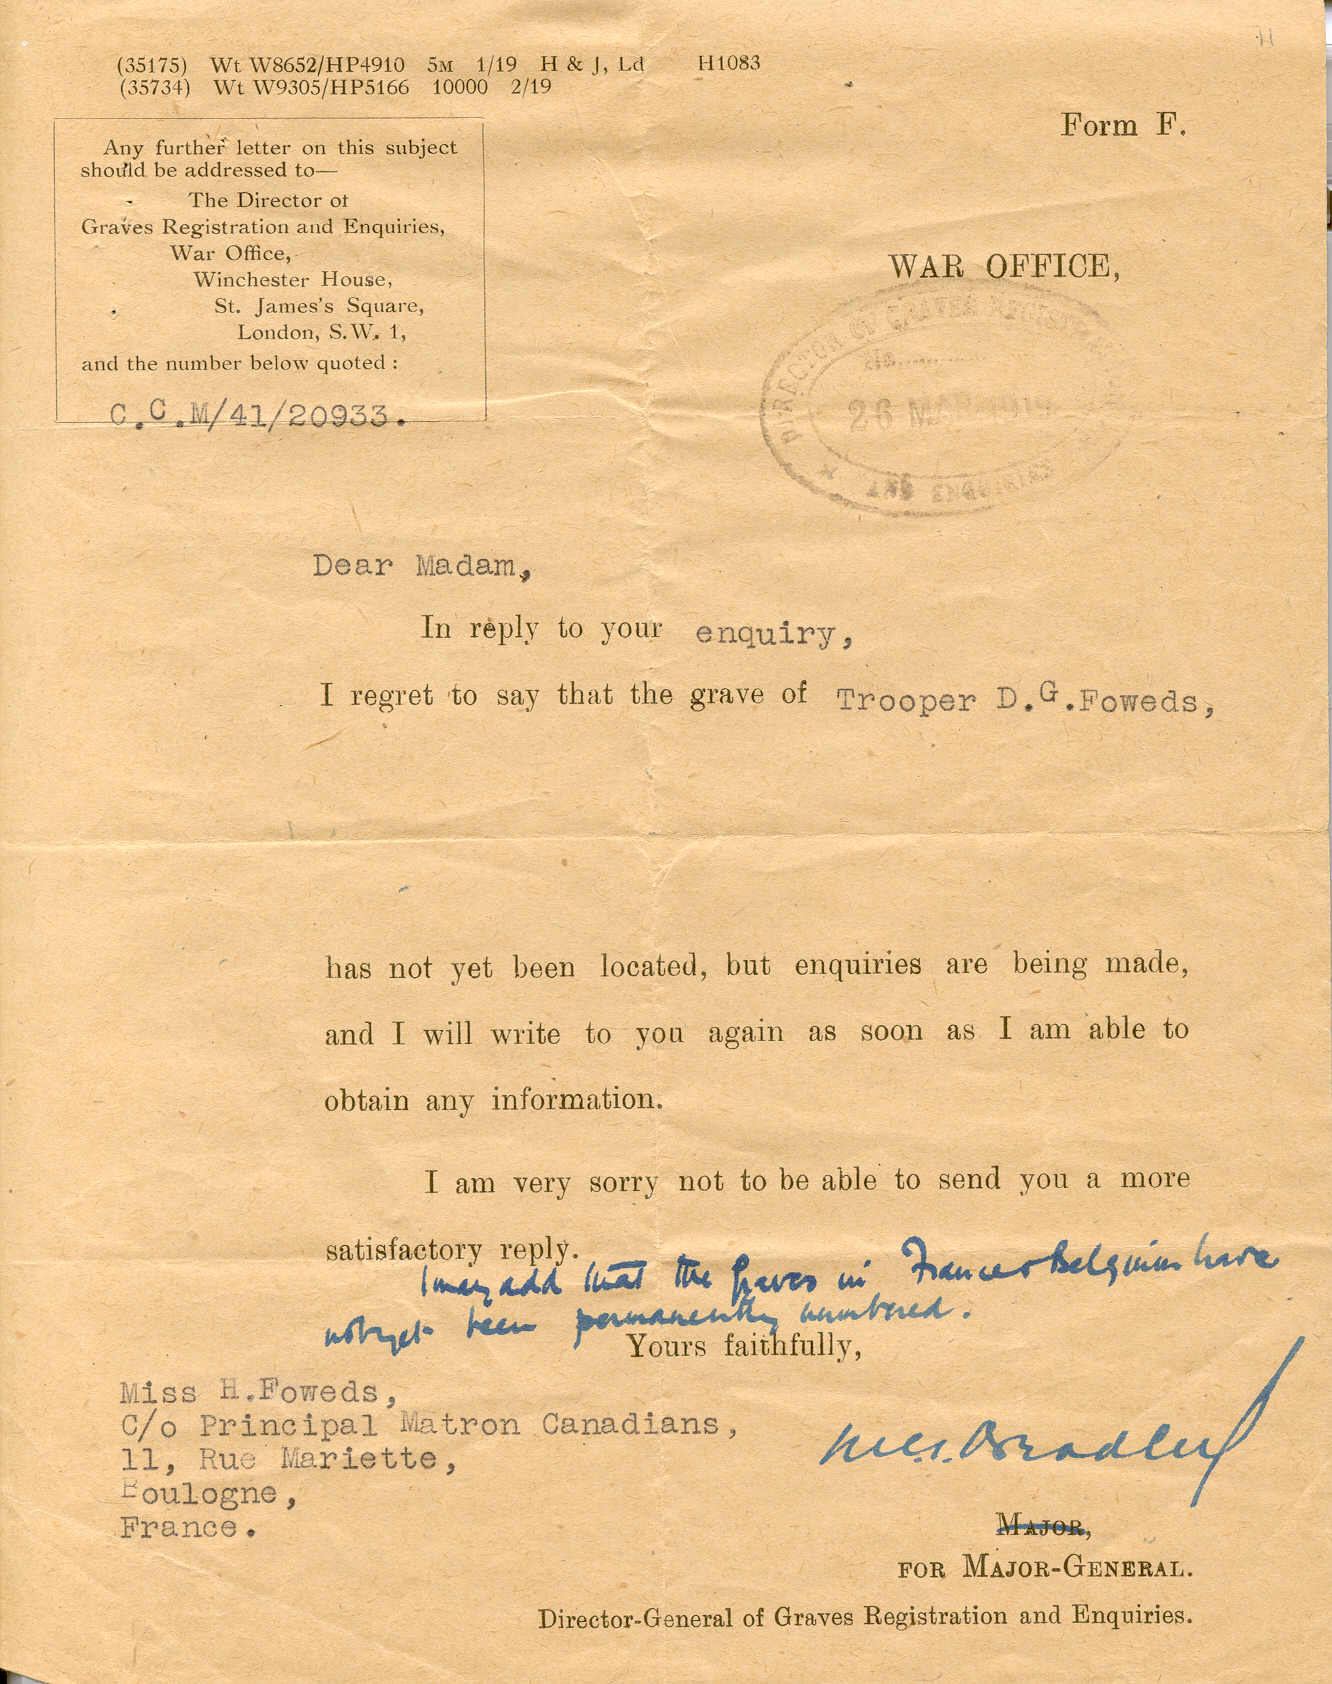 (35175) Wt W8652/HP4910 5M 1/19 H & J, Ld H1083
(35734) Wt W9305/HP5166 10000 2/19
Form F.
Any further letter on this subject
should be addressed to—
The Director of
Graves Registration and Enquiries,
War Office,
Winchester House,
St. James's Square,
London, S.W. 1,
and the number below quoted :
C.C.M/41/20933.
WAR OFFICE,
DIRECTOR OF GRAVES
No.
26 MAR 1919
AND ENQUIRIES
Dear Madam,
In reply to your enquiry,
I regret to say that the grave of Trooper D.G.Foweds,
has not yet been located, but enquiries are being made,
and I will write to you again as soon as I am able to
obtain any information.
I am very sorry not to be able to send you a more
satisfactory reply.
I may add that the graves in France & Belgium have
not yet been permanently numbered.
Yours faithfully,
Miss H.Foweds,
C/o Principal Matron Canadians,
11, Rue Mariette,
Boulogne,
France.
Bradley
MAJOR,
FOR MAJOR-GENERAL.
Director-General of Graves Registration and Enquiries.